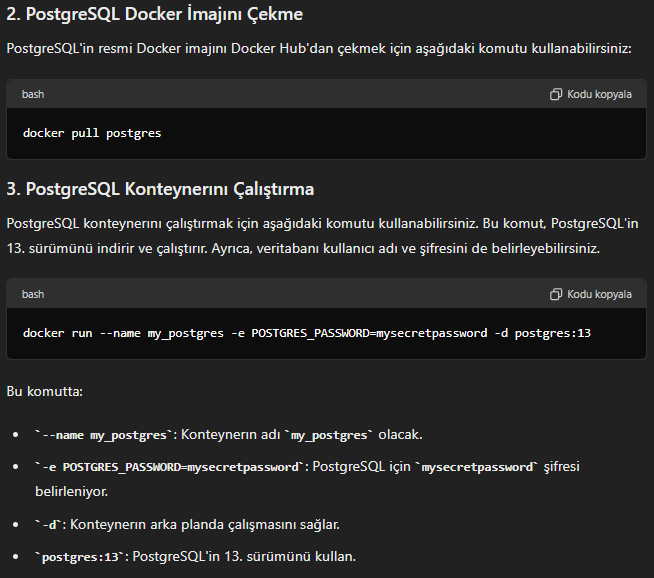 2. PostgreSQL Docker İmajını Çekme
PostgreSQL'in resmi Docker imajını Docker Hub'dan çekmek için aşağıdaki komutu kullanabilirsiniz:
bash
Kodu kopyala
docker pull postgres
3. PostgreSQL Konteynerını Çalıştırma
PostgreSQL konteynerını çalıştırmak için aşağıdaki komutu kullanabilirsiniz. Bu komut, PostgreSQL'in
13. sürümünü indirir ve çalıştırır. Ayrıca, veritabanı kullanıcı adı ve şifresini de belirleyebilirsiniz.
bash
Kodu kopyala
docker run --name my_postgres -e POSTGRES_PASSWORD=mysecretpassword -d postgres:13
Bu komutta:
• `--name my_postgres`: Konteynerın adı `my_postgres` olacak.
• `-e POSTGRES_PASSWORD=mysecretpassword`: PostgreSQL için `mysecretpassword` şifresi
belirleniyor.
• `-d`: Konteynerın arka planda çalışmasını sağlar.
• `postgres:13`: PostgreSQL'in 13. sürümünü kullan.